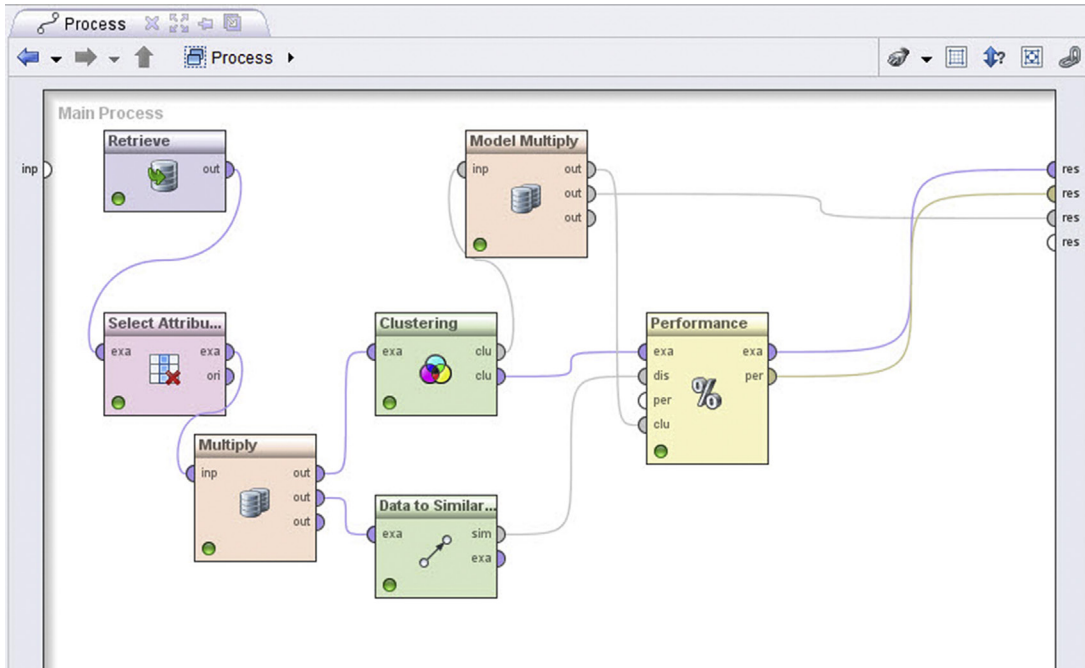 Process
Process
Main Process
inp
Retrieve
out
Model Multiply
inp
out
out
out
res
res
res
res
Select Attribu...
exa
exa
ori
Clustering
exa
clu
clu
Performance
exa
dis
per
clu
exa
per
Multiply
inp
out
out
out
Data to Similar...
exa
sim
exa